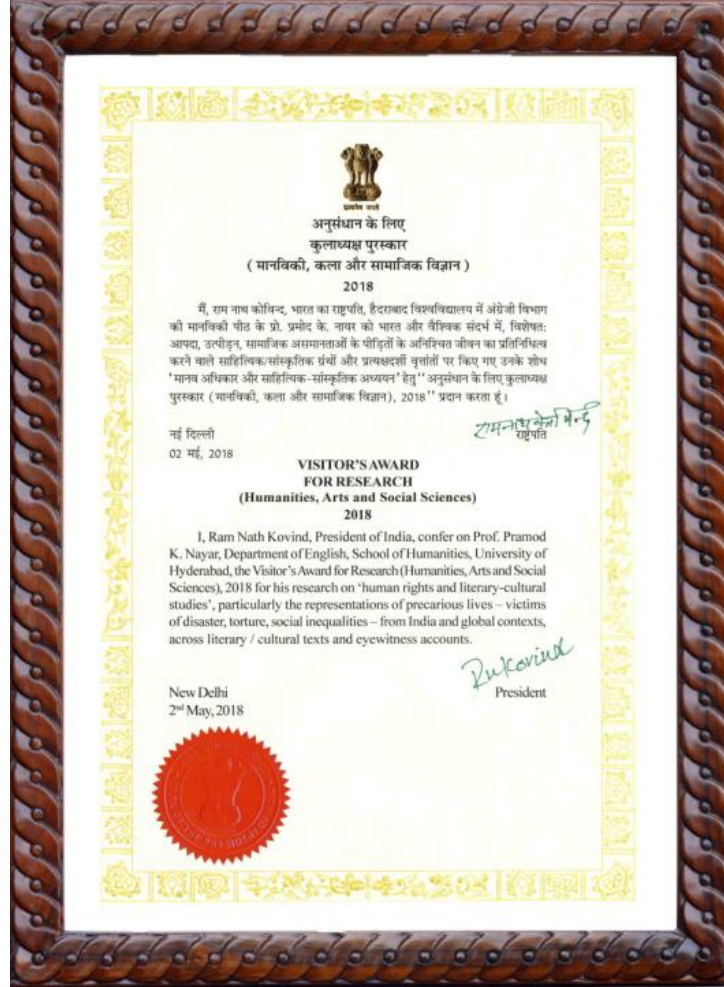 सत्यमेव जयते
अनुसंधान के लिए
कुलाध्यक्ष पुरस्कार
( मानविकी, कला और सामाजिक विज्ञान )
2018
मैं, राम नाथ कोविन्द, भारत का राष्ट्रपति, हैदराबाद विश्वविद्यालय में अंग्रेजी विभाग
की मानविकी पीठ के प्रो. प्रमोद के. नायर को भारत और वैश्विक संदर्भ में, विशेषत:
आपदा, उत्पीड़न, सामाजिक असमानताओं के पीड़ितों के अनिश्चित जीवन का प्रतिनिधित्व
करने वाले साहित्यिक/सांस्कृतिक ग्रंथों और प्रत्यक्षदर्शी वृत्तांतों पर किए गए उनके शोध
'मानव अधिकार और साहित्यिक-सांस्कृतिक अध्ययन' हेतु ''अनुसंधान के लिए कुलाध्यक्ष
पुरस्कार (मानविकी, कला और सामाजिक विज्ञान), 2018'' प्रदान करता हूं।
रामनाथ कोविन्द
नई दिल्ली राष्ट्रपति
02 मई, 2018
VISITOR'S AWARD
FOR RESEARCH
(Humanities, Arts and Social Sciences)
2018
I, Ram Nath Kovind, President of India, confer on Prof. Pramod
K. Nayar, Department of English, School of Humanities, University of
Hyderabad, the Visitor's Award for Research (Humanities, Arts and Social
Sciences), 2018 for his research on 'human rights and literary-cultural
studies', particularly the representations of precarious lives – victims
of disaster, torture, social inequalities – from India and global contexts,
across literary / cultural texts and eyewitness accounts.
RnKovind
New Delhi President
2nd May, 2018